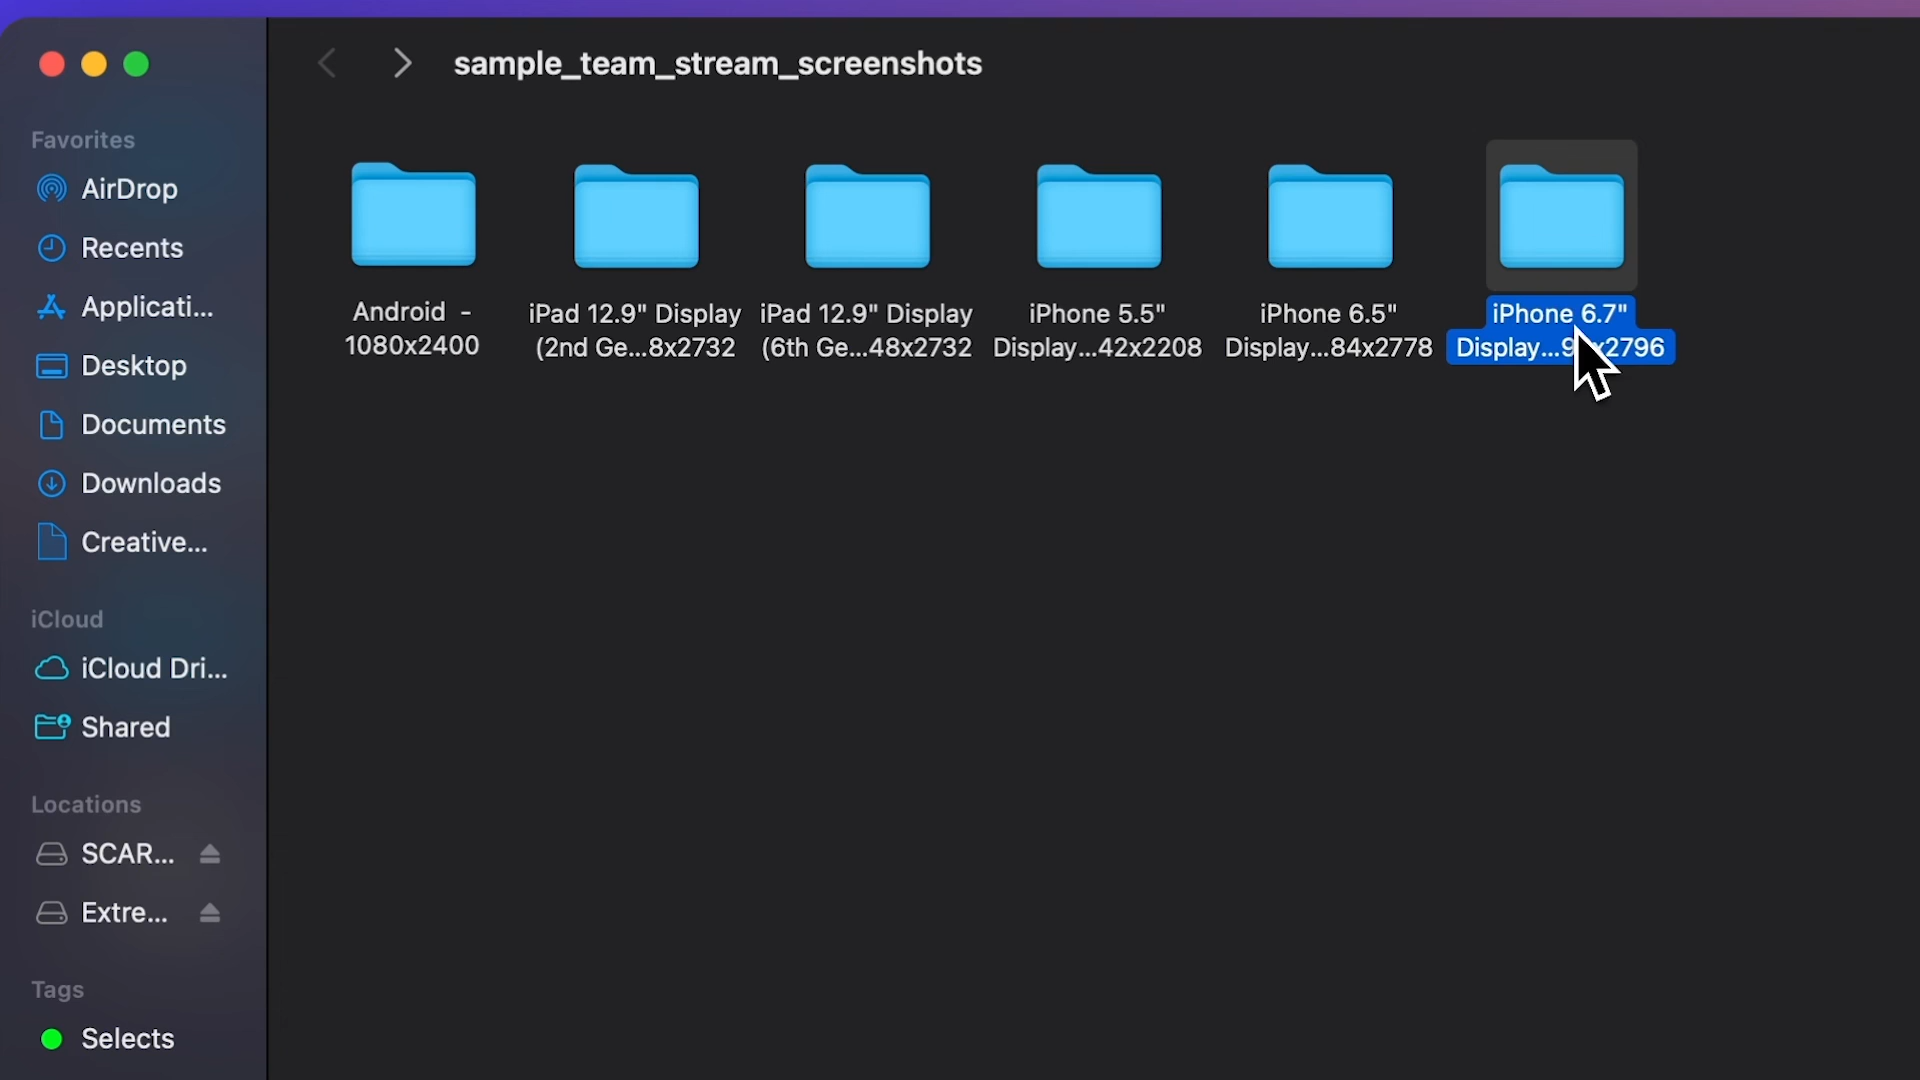 sample_team_stream_screenshots
Favorites
AirDrop
Recents
Applicati...
Desktop
Documents
Downloads
Creative...
iCloud
iCloud Dri...
Shared
Locations
SCAR...
Extre...
Tags
Selects
Android -
1080x2400
iPad 12.9" Display
(2nd Ge...8x2732
iPad 12.9" Display
(6th Ge...48x2732
iPhone 5.5"
Display...42x2208
iPhone 6.5"
Display...84x2778
iPhone 6.7"
Display...9 x2796